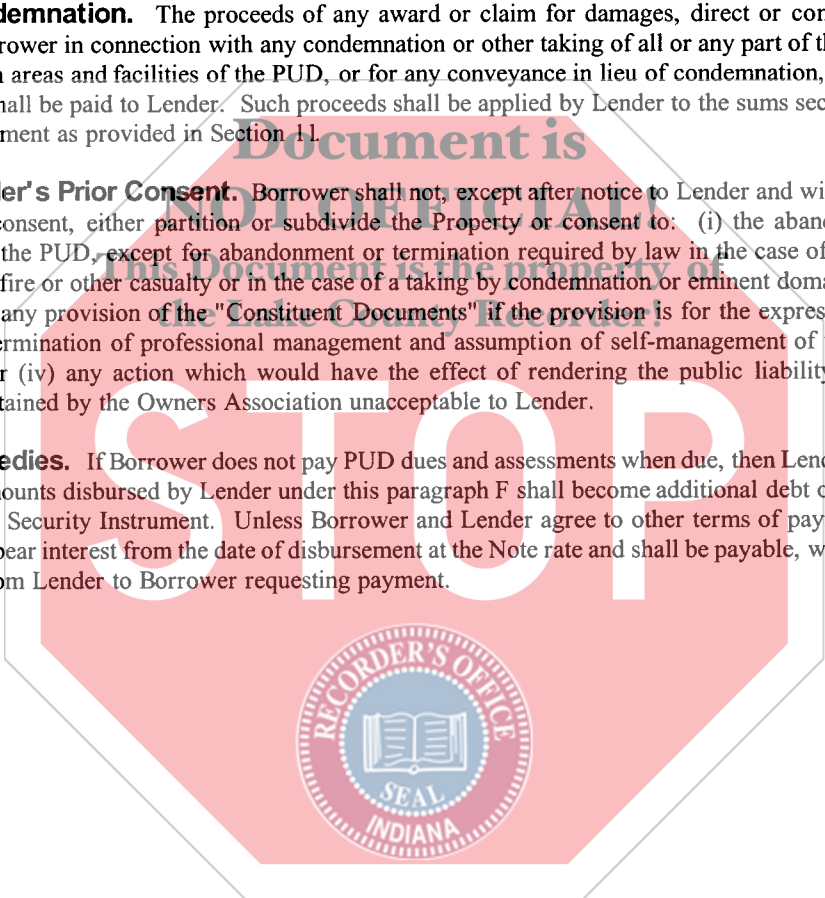 demnation. The proceeds of any award or claim for damages, direct or con
rower in connection with any condemnation or other taking of all or any part of th
n areas and facilities of the PUD, or for any conveyance in lieu of condemnation,
hall be paid to Lender. Such proceeds shall be applied by Lender to the sums sec
ment as provided in Section 11.
Document is
NOT OFFICIAL!
This Document is the property of
the Lake County Recorder!
er's Prior Consent. Borrower shall not, except after notice to Lender and wi
consent, either partition or subdivide the Property or consent to: (i) the aban
the PUD, except for abandonment or termination required by law in the case of
fire or other casualty or in the case of a taking by condemnation or eminent doma
any provision of the "Constituent Documents" if the provision is for the expres
ermination of professional management and assumption of self-management of
r (iv) any action which would have the effect of rendering the public liability
tained by the Owners Association unacceptable to Lender.
edies. If Borrower does not pay PUD dues and assessments when due, then Lend
ounts disbursed by Lender under this paragraph F shall become additional debt o
Security Instrument. Unless Borrower and Lender agree to other terms of pay
bear interest from the date of disbursement at the Note rate and shall be payable, w
om Lender to Borrower requesting payment.
STOP
RECORDER'S OFFICE
SEAL
INDIANA